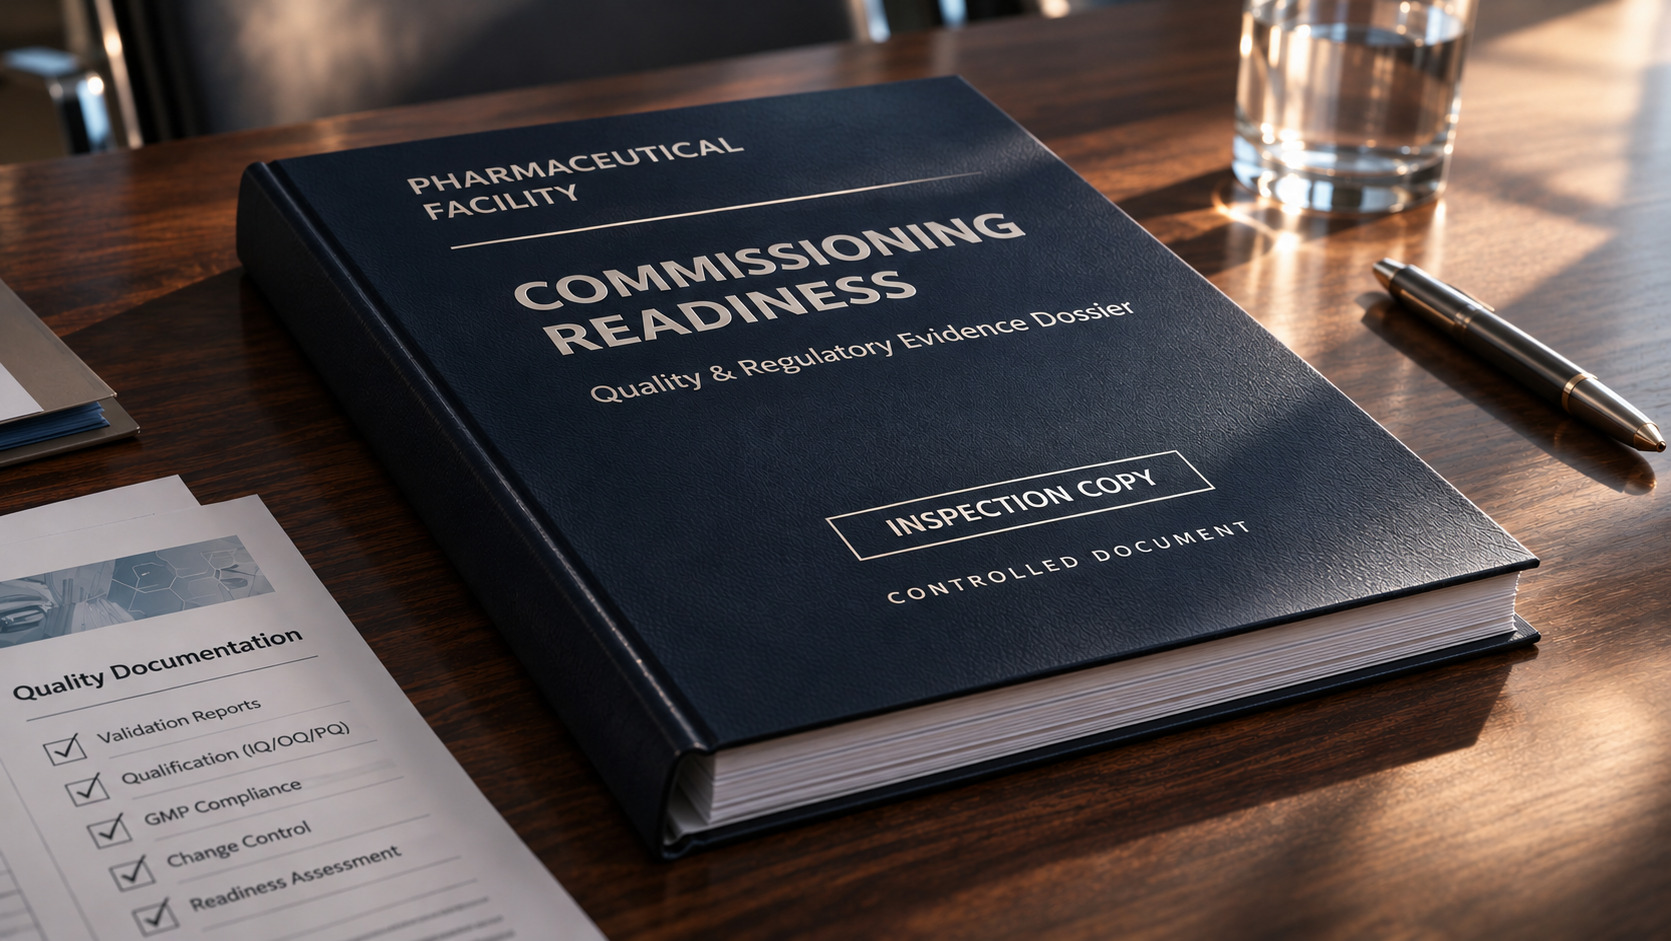 PHARMACEUTICAL
FACILITY
COMMISSIONING
READINESS
Quality & Regulatory Evidence Dossier
INSPECTION COPY
CONTROLLED DOCUMENT
Quality Documentation
Validation Reports
Qualification (IQ/OQ/PQ)
GMP Compliance
Change Control
Readiness Assessment